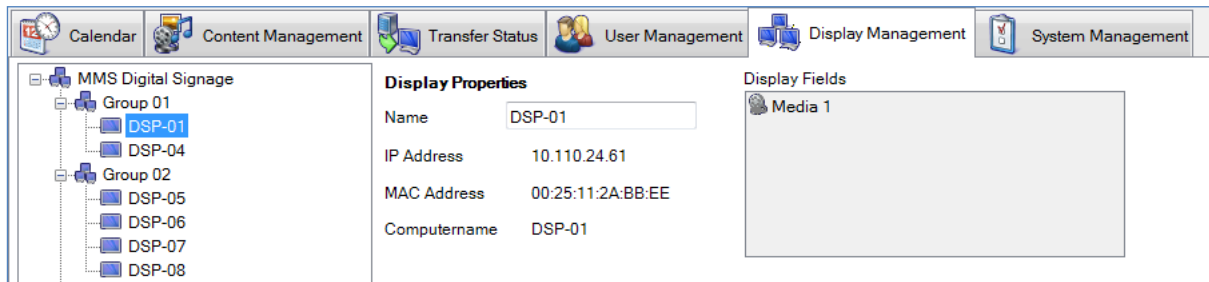 Calendar Content Management Transfer Status User Management Display Management System Management
MMS Digital Signage
Group 01
DSP-01
DSP-04
Group 02
DSP-05
DSP-06
DSP-07
DSP-08
Display Properties
Name DSP-01
IP Address 10.110.24.61
MAC Address 00:25:11:2A:BB:EE
Computername DSP-01
Display Fields
Media 1